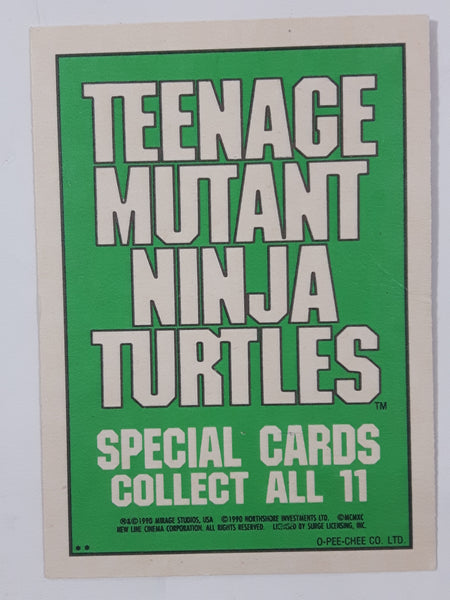 TEENAGE
MUTANT
NINJA
TURTLES
™
SPECIAL CARDS
COLLECT ALL 11
®&©1990 MIRAGE STUDIOS, USA ©1990 NORTHSHORE INVESTMENTS LTD. ©MCMXC
NEW LINE CINEMA CORPORATION. ALL RIGHTS RESERVED. LICENSED BY SURGE LICENSING, INC.
O-PEE-CHEE CO. LTD.